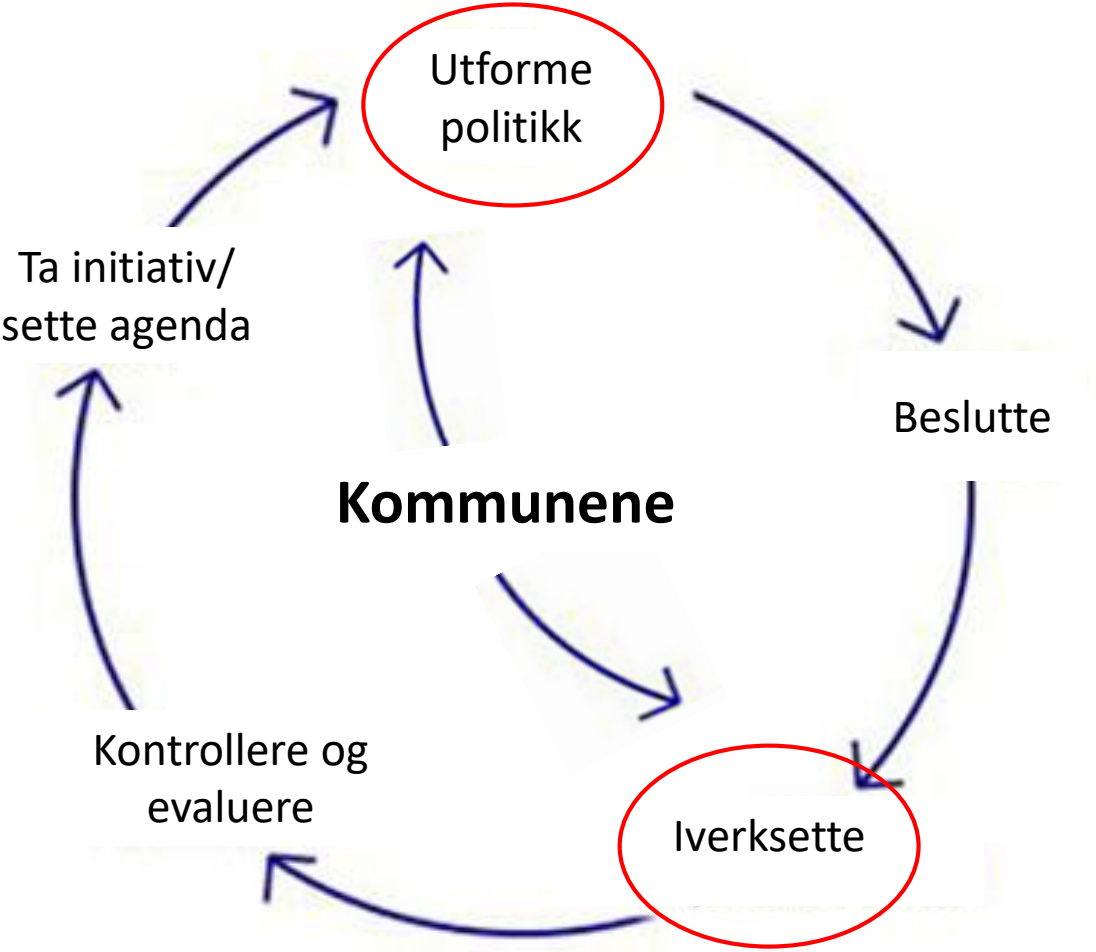 Utforme
politikk
Ta initiativ/
sette agenda
Beslutte
Kommunene
Kontrollere og
evaluere
Iverksette